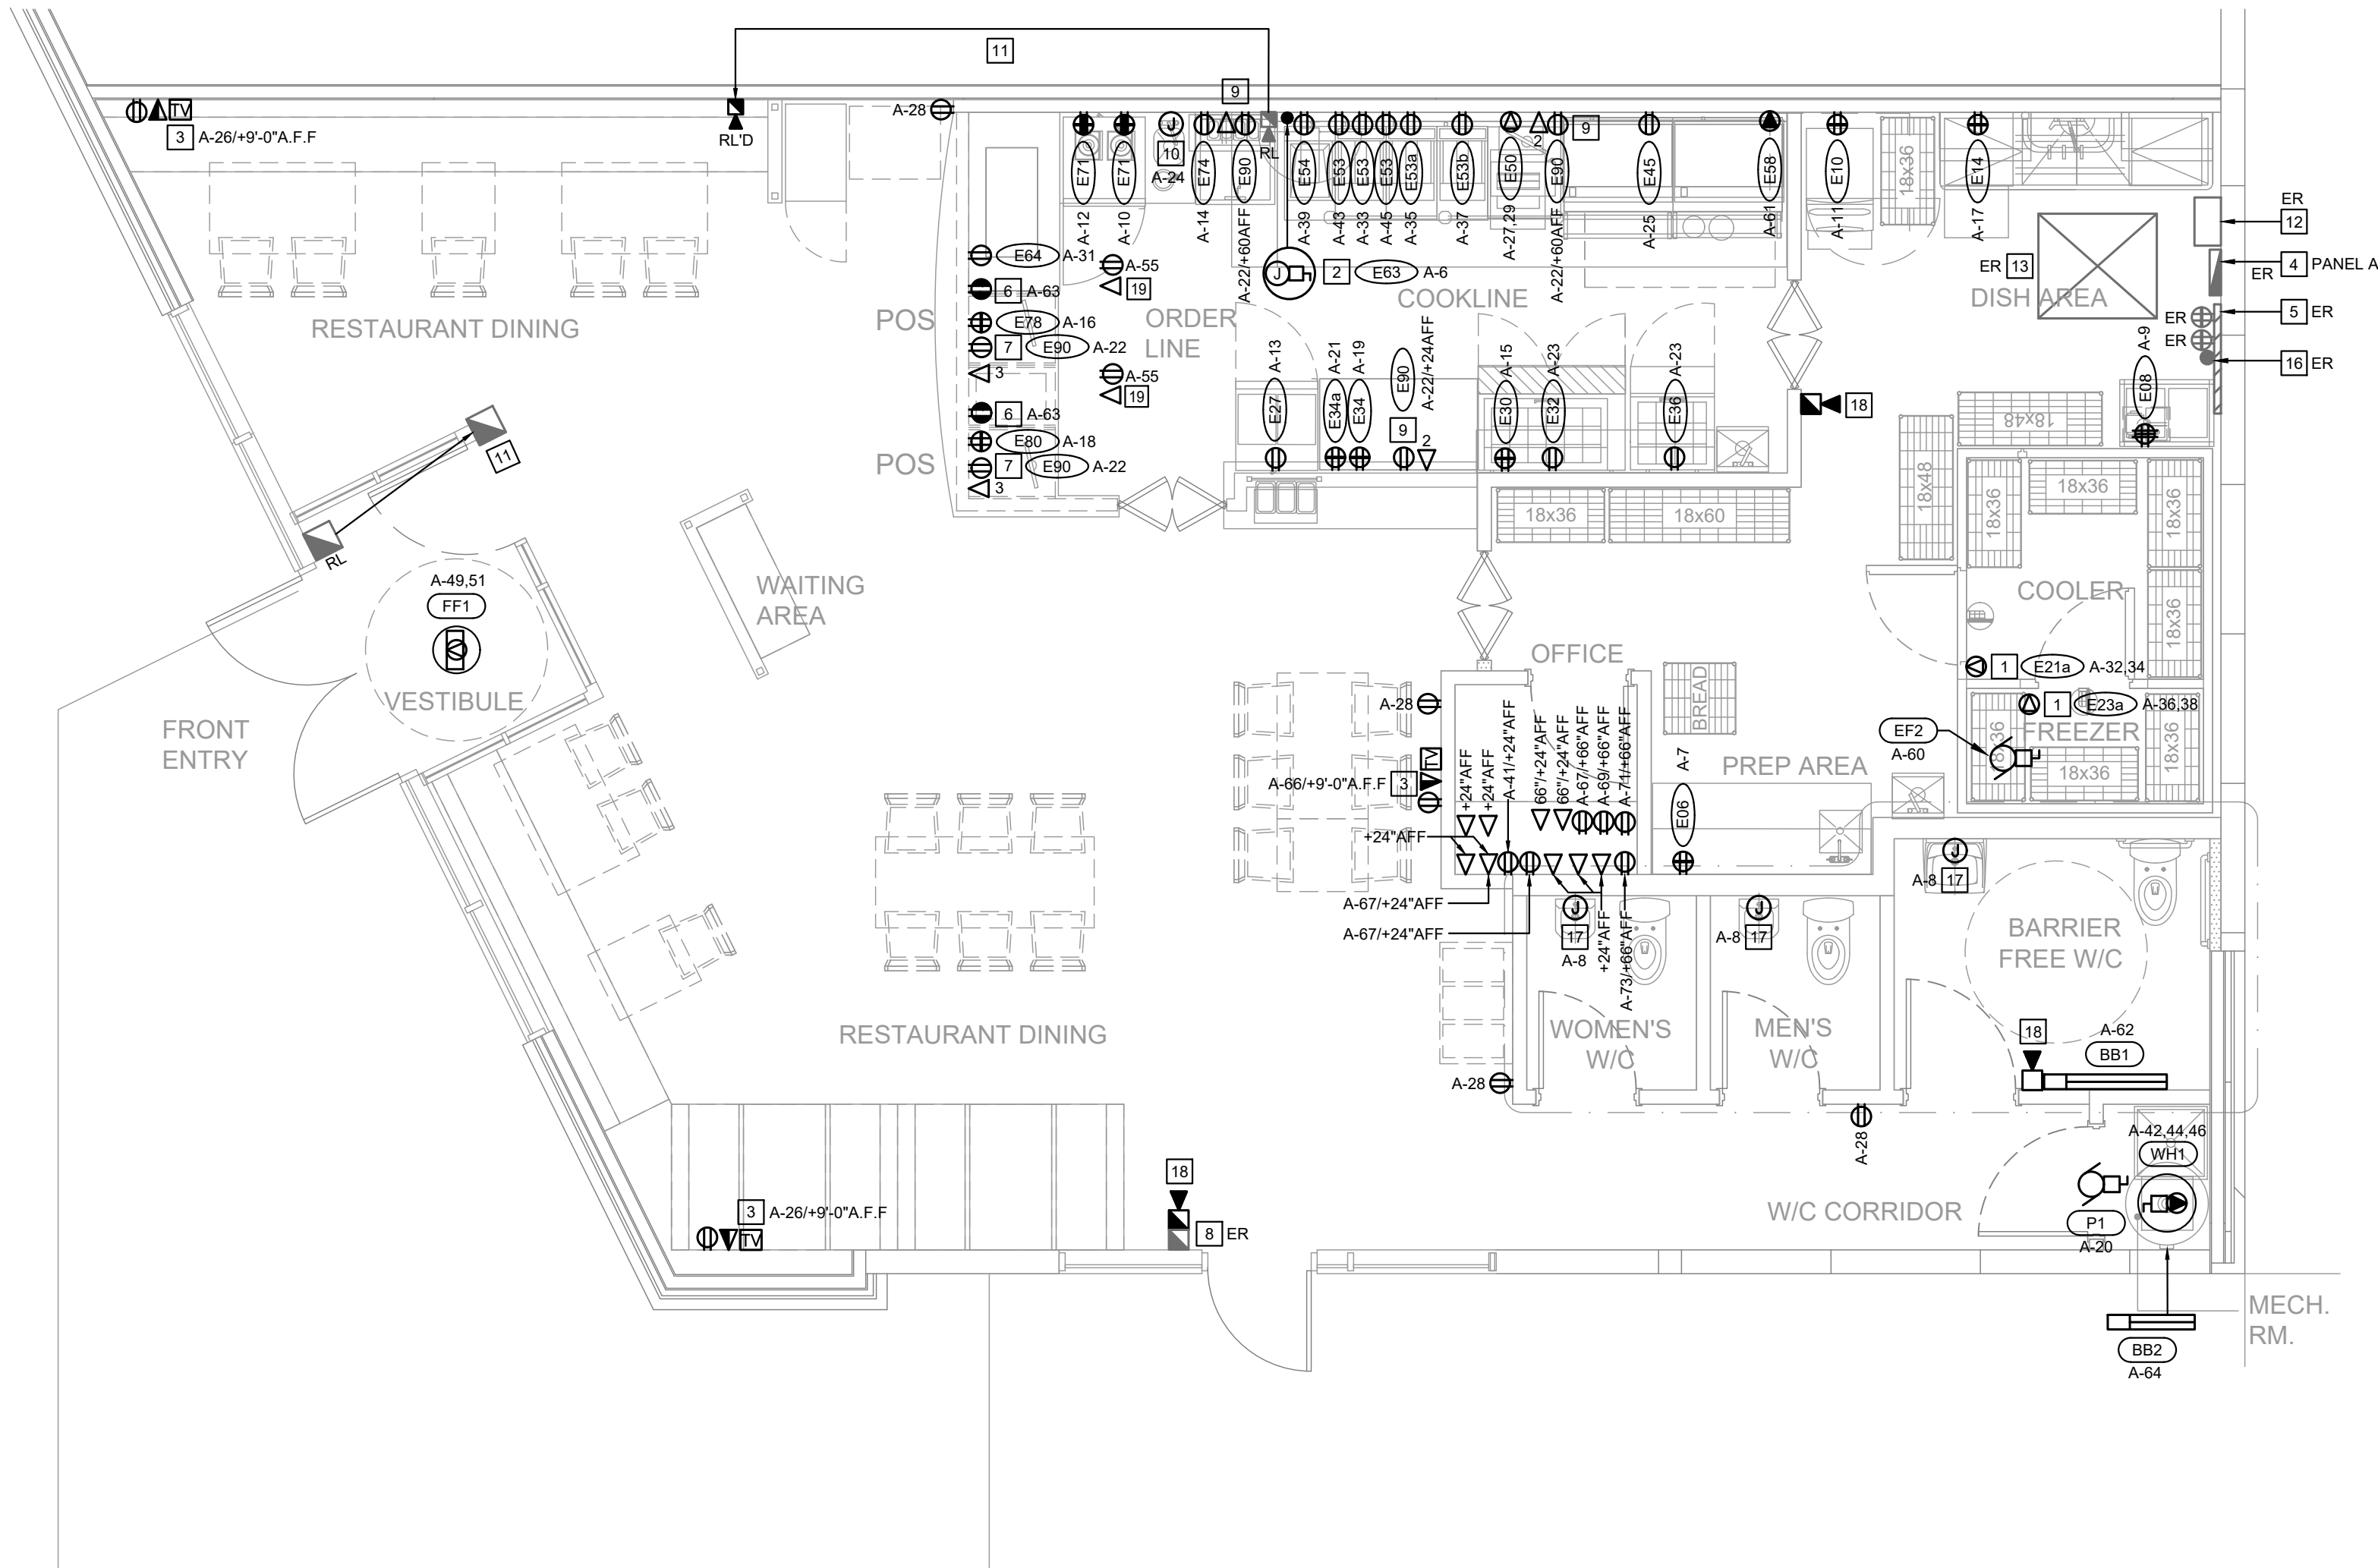 11
9
TV
3 A-26/+9'-0"A.F.F
RL'D
A-28
J
10
A-24
RL
2
9
E71
E71
E74
E90
E54
E53
E53
E53
E53a
E53b
E50
E90
E45
E58
E10
18x36
E14
A-12
A-10
A-14
A-22/+60AFF
A-39
A-43
A-33
A-45
A-35
A-37
A-27,29
A-22/+60AFF
A-25
A-61
A-11
A-17
ER
12
ER 13
4 PANEL A
ER
5 ER
ER
ER
16 ER
E64 A-31
6 A-63
E78 A-16
7 E90 A-22
3
6 A-63
E80 A-18
7 E90 A-22
3
A-55
19
A-55
19
J 2 E63 A-6
COOKLINE
DISH AREA
RESTAURANT DINING
POS
ORDER
LINE
POS
A-13
E27
A-21
E34a
A-19
E34
A-22/+24AFF
E90
9
2
A-15
E30
A-23
E32
A-23
E36
18
A-9
E08
18x48
18x48
11
RL
18x36
18x60
18x36
18x36
18x36
COOLER
18x36
A-49,51
FF1
VESTIBULE
WAITING
AREA
OFFICE
BREAD
1 E21a A-32,34
1 E23a A-36,38
FREEZER
18x36
18x36
18x36
EF2
A-60
FRONT
ENTRY
A-28
TV
A-66/+9'-0"A.F.F 3
+24"AFF
+24"AFF
A-41/+24"AFF
66"/+24"AFF
66"/+24"AFF
A-67/+66"AFF
A-69/+66"AFF
A-71/+66"AFF
A-7
E06
PREP AREA
+24"AFF
A-67/+24"AFF
A-67/+24"AFF
J
17
A-8
+24"AFF
A-73/+66"AFF
J
A-8 17
J
A-8 17
BARRIER
FREE W/C
WOMEN'S
W/C
MEN'S
W/C
RESTAURANT DINING
18
A-62
BB1
A-28
A-28
A-42,44,46
WH1
W/C CORRIDOR
P1
A-20
18
3 A-26/+9'-0"A.F.F
TV
8 ER
MECH.
RM.
BB2
A-64